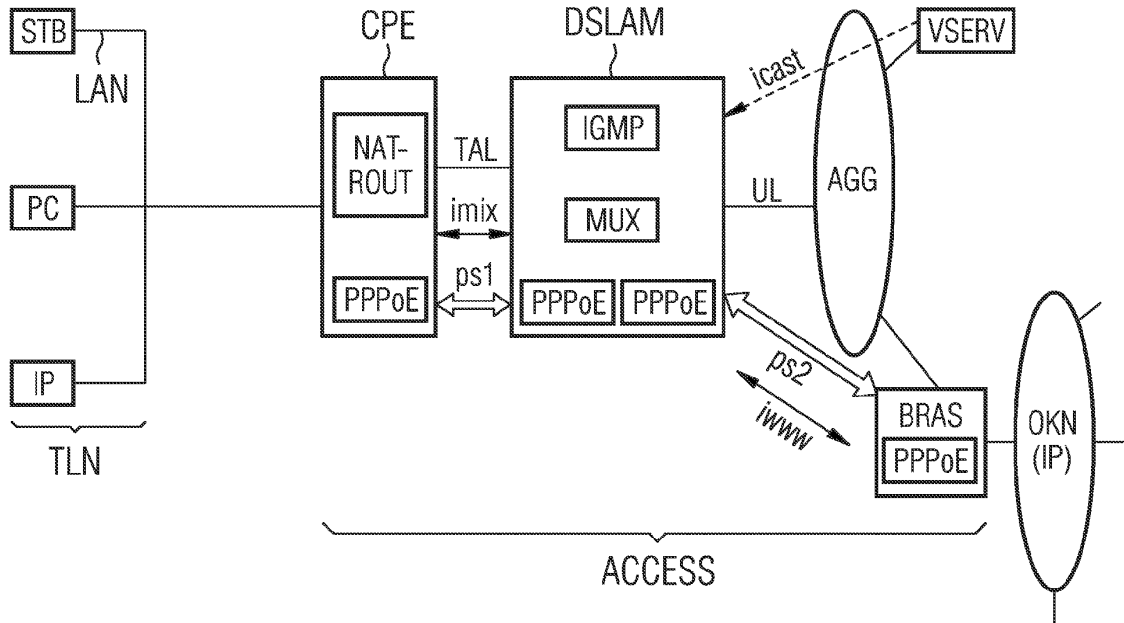 STB
LAN
PC
IP
TLN
CPE
NAT-
ROUT
PPPoE
TAL
imix
ps1
DSLAM
IGMP
MUX
PPPoE PPPoE
icast
UL
AGG
VSERV
ps2
iwww
BRAS
PPPoE
OKN
(IP)
ACCESS